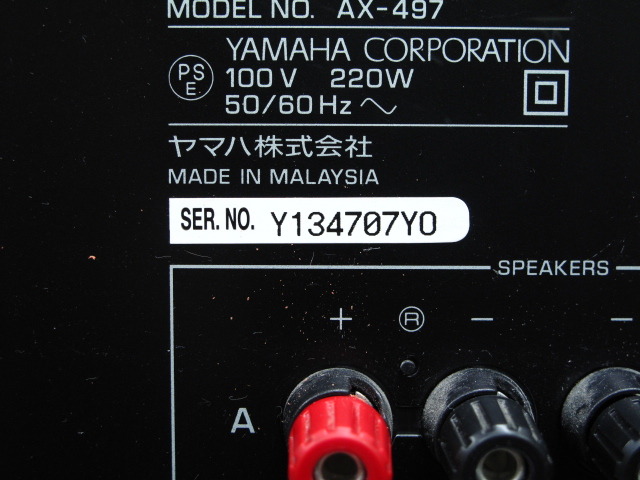 MODEL NO. AX-497
YAMAHA CORPORATION
PS E 100V 220W
50/60Hz
ヤマハ株式会社
MADE IN MALAYSIA
SER. NO. Y134707Y0
SPEAKERS
+ R - -
A